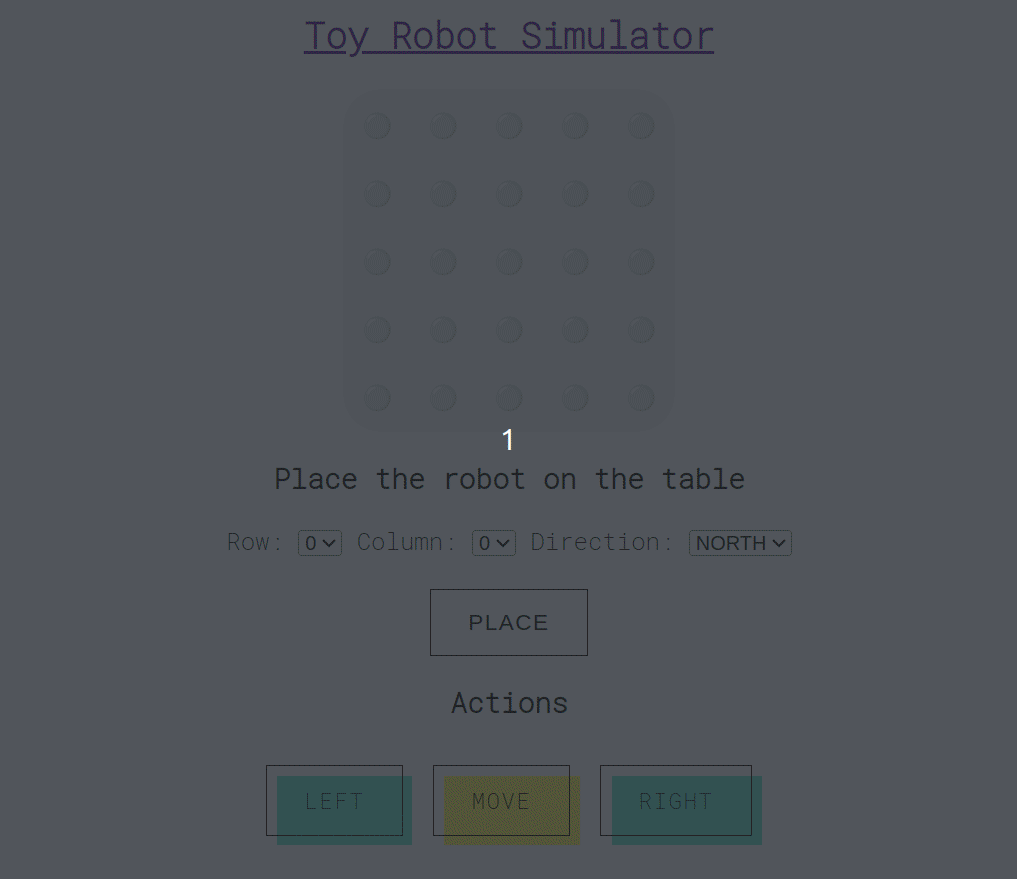 Toy Robot Simulator
1
Place the robot on the table
Row: 0 Column: 0 Direction: NORTH
PLACE
Actions
LEFT MOVE RIGHT